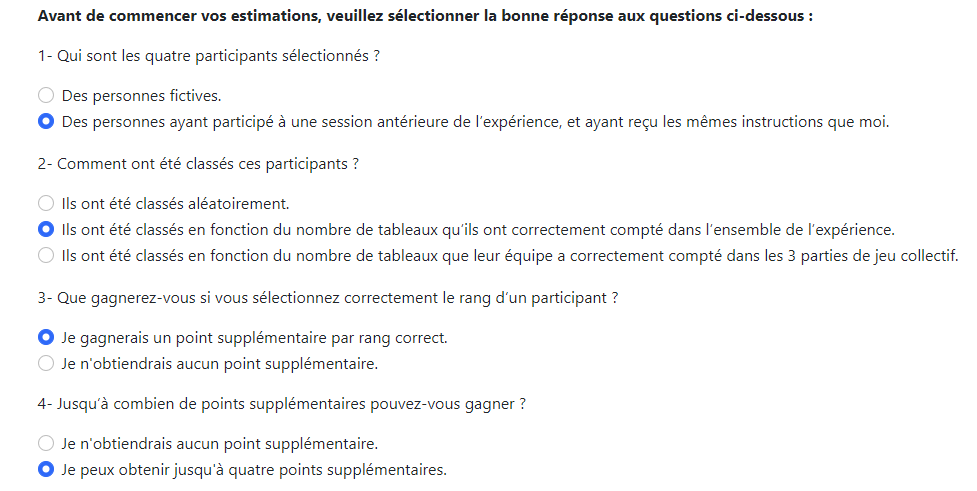 Avant de commencer vos estimations, veuillez sélectionner la bonne réponse aux questions ci-dessous :
1- Qui sont les quatre participants sélectionnés ?
Des personnes fictives.
Des personnes ayant participé à une session antérieure de l'expérience, et ayant reçu les mêmes instructions que moi.
2- Comment ont été classés ces participants ?
Ils ont été classés aléatoirement.
Ils ont été classés en fonction du nombre de tableaux qu'ils ont correctement compté dans l'ensemble de l'expérience.
Ils ont été classés en fonction du nombre de tableaux que leur équipe a correctement compté dans les 3 parties de jeu collectif.
3- Que gagnerez-vous si vous sélectionnez correctement le rang d'un participant ?
Je gagnerais un point supplémentaire par rang correct.
Je n'obtiendrais aucun point supplémentaire.
4- Jusqu'à combien de points supplémentaires pouvez-vous gagner ?
Je n'obtiendrais aucun point supplémentaire.
Je peux obtenir jusqu'à quatre points supplémentaires.